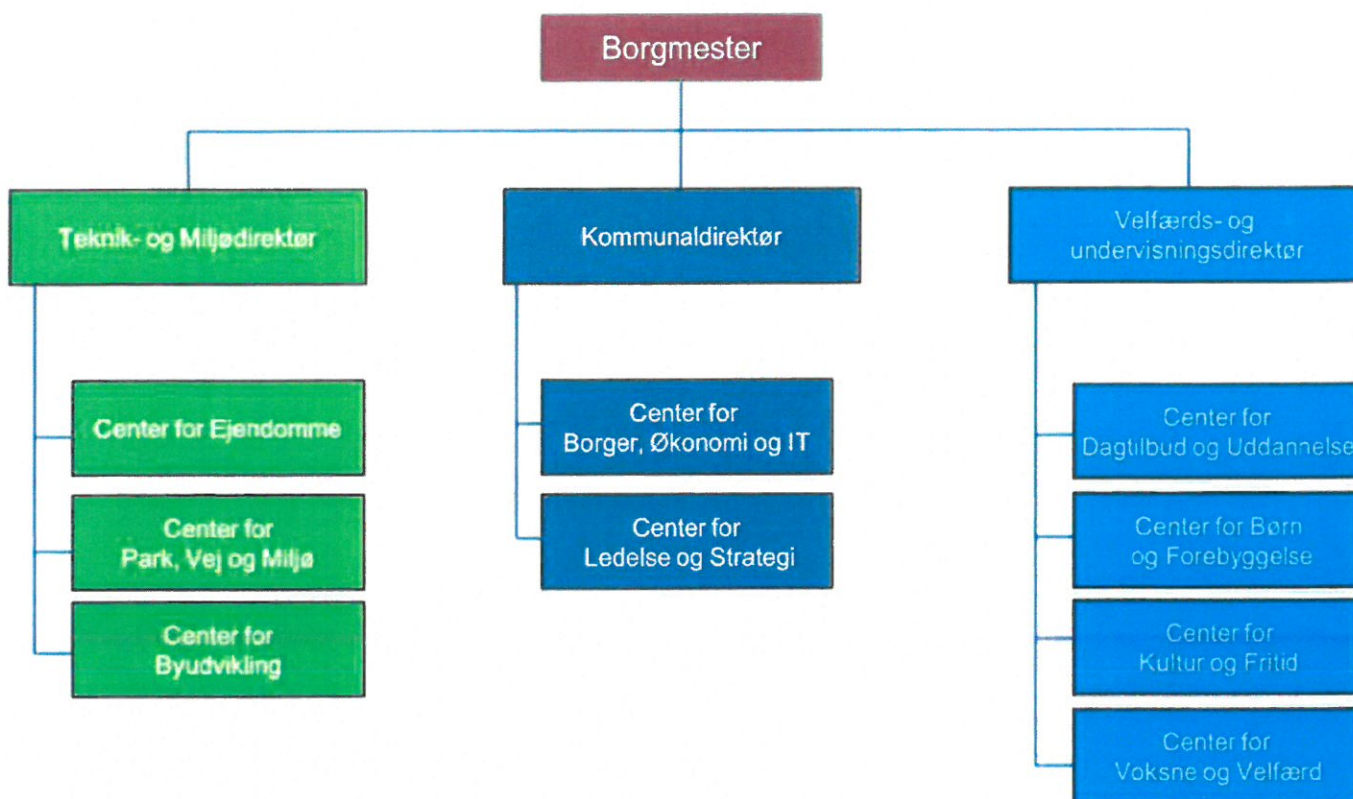 Borgmester
Teknik- og Miljødirektør
Center for Ejendomme
Center for
Park, Vej og Miljø
Center for
Byudvikling
Kommunaldirektør
Center for
Borger, Økonomi og IT
Center for
Ledelse og Strategi
Velfærds- og
undervisningsdirektør
Center for
Dagtilbud og Uddannelse
Center for Børn
og Forebyggelse
Center for
Kultur og Fritid
Center for
Voksne og Velfærd